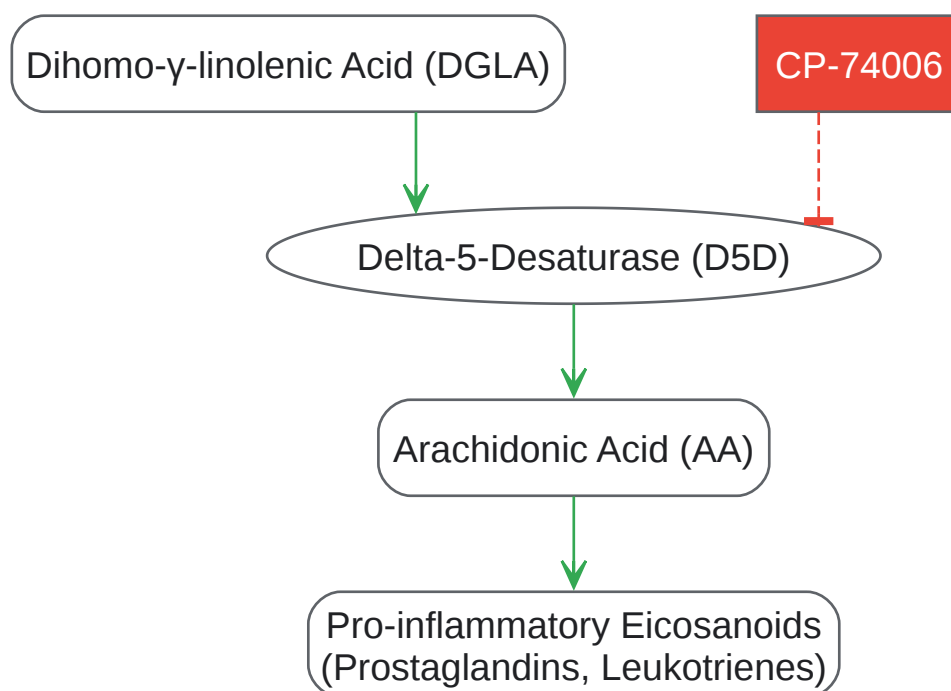 Dihomo-γ-linolenic Acid (DGLA)
CP-74006
Delta-5-Desaturase (D5D)
Arachidonic Acid (AA)
Pro-inflammatory Eicosanoids
(Prostaglandins, Leukotrienes)